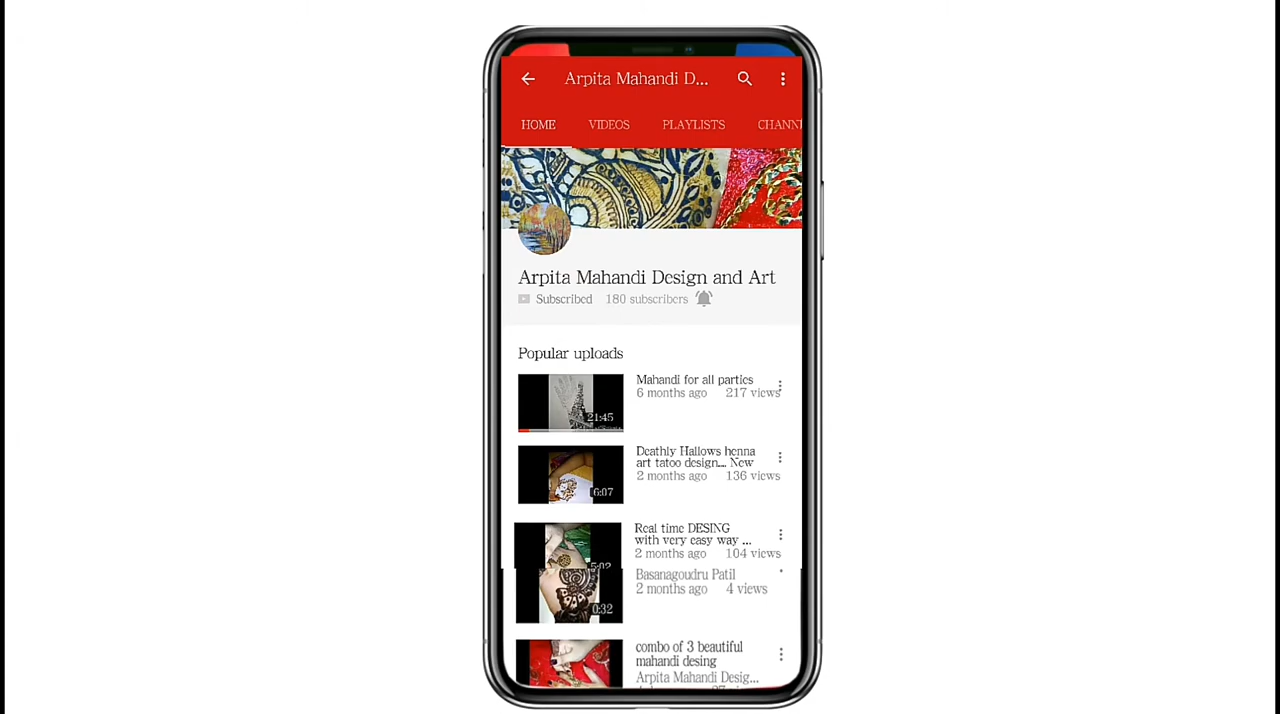 Arpita Mahandi D...
HOME VIDEOS PLAYLISTS CHANN
Arpita Mahandi Design and Art
Subscribed 180 subscribers
Popular uploads
Mahandi for all parties
6 months ago 217 views
21:45
Deathly Hallows henna
art tatoo design.... New
2 months ago 136 views
6:07
Real time DESING
with very easy way ...
2 months ago 104 views
5:02
Basanagoudru Patil
2 months ago 4 views
0:32
combo of 3 beautiful
mahandi desing
Arpita Mahandi Desig...